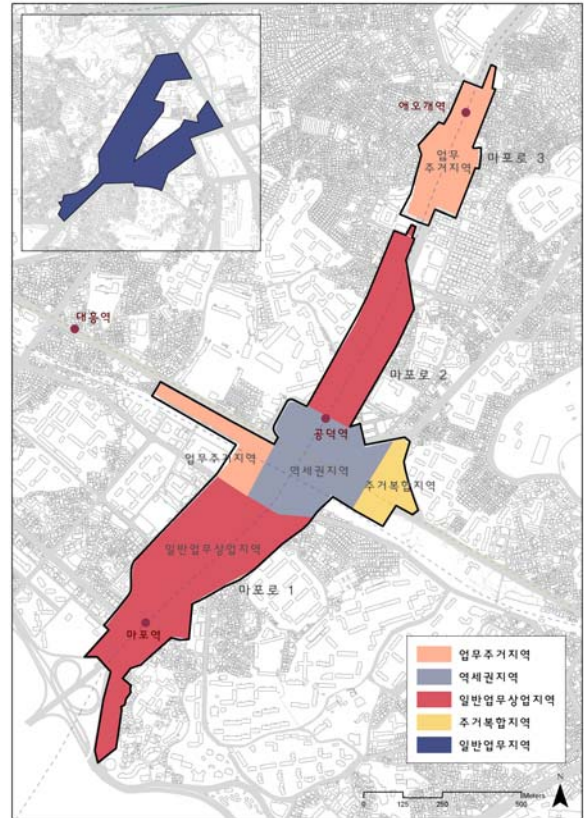 애오개역
업무
주거지역
마포로 3
대흥역
마포로 2
공덕역
업무주거지역
역세권지역
주거복합지역
일반업무상업지역
마포로 1
마포역
업무주거지역
역세권지역
일반업무상업지역
주거복합지역
일반업무지역
N
Meters
0 125 250 500